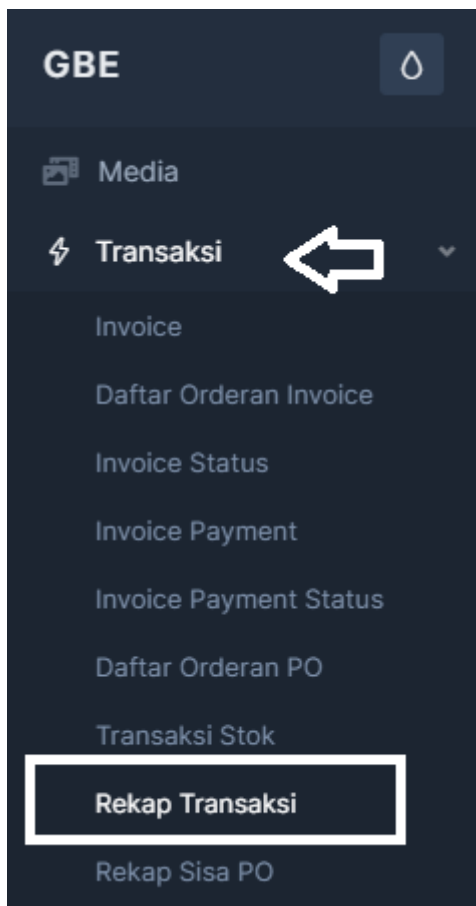 GBE
Media
Transaksi
Invoice
Daftar Orderan Invoice
Invoice Status
Invoice Payment
Invoice Payment Status
Daftar Orderan PO
Transaksi Stok
Rekap Transaksi
Rekap Sisa PO